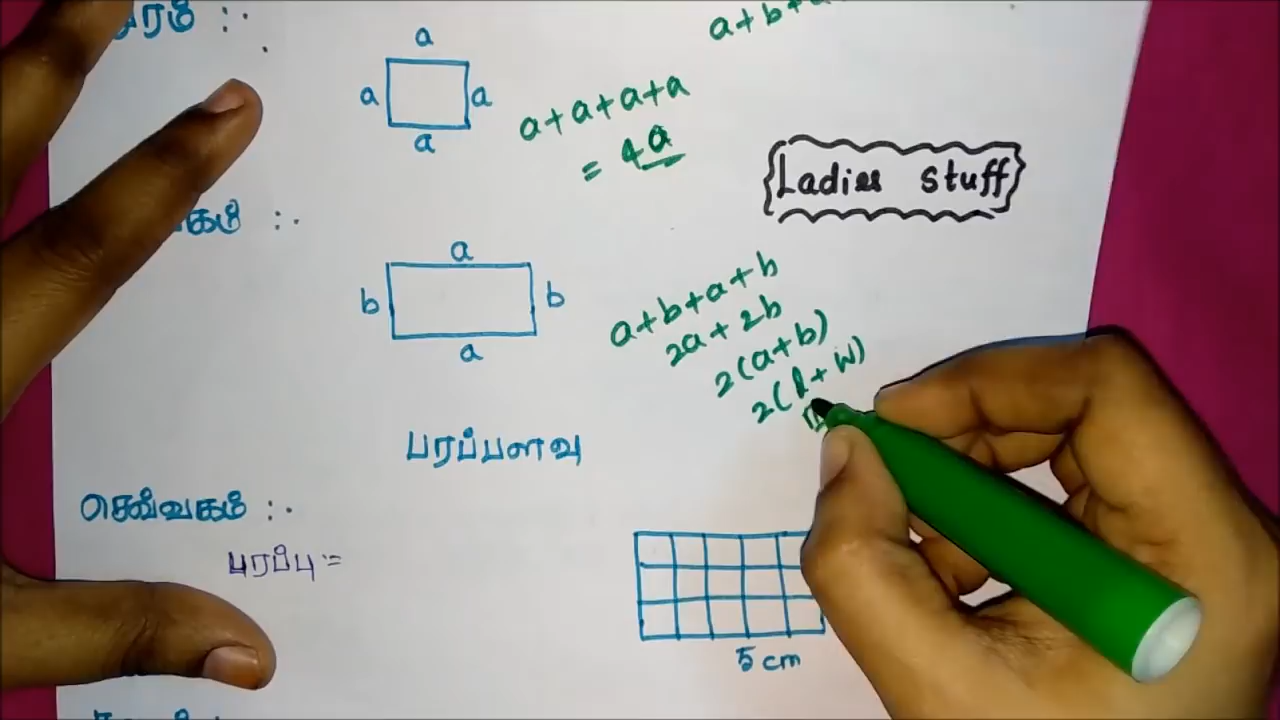 a+b+
a
a a
a
a+a+a+a
= 4a
Ladies stuff
a
b b
a
a+b+a+b
2a+2b
2(a+b)
2(l+w)
பரப்பளவு
செவ்வகம் :-
பரப்பு :=
5 cm